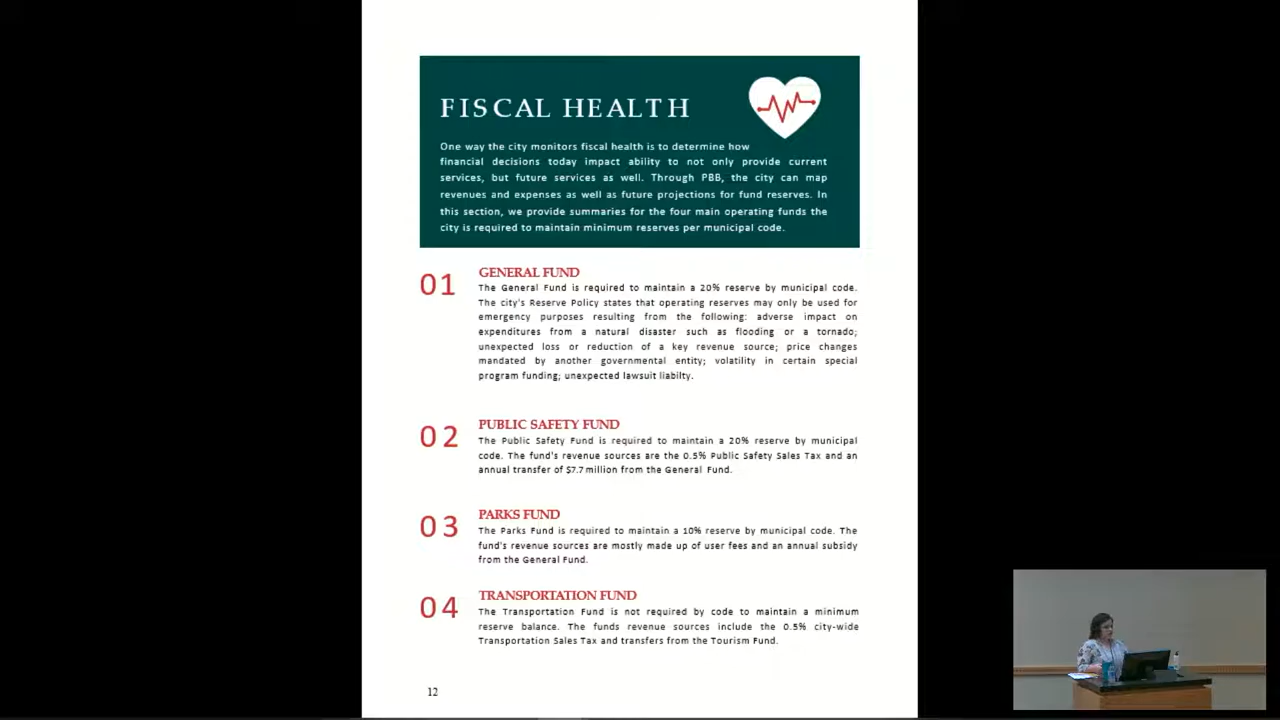 FISCAL HEALTH
One way the city monitors fiscal health is to determine how
financial decisions today impact ability to not only provide current
services, but future services as well. Through PBB, the city can map
revenues and expenses as well as future projections for fund reserves. In
this section, we provide summaries for the four main operating funds the
city is required to maintain minimum reserves per municipal code.
01
GENERAL FUND
The General Fund is required to maintain a 20% reserve by municipal code.
The city's Reserve Policy states that operating reserves may only be used for
emergency purposes resulting from the following: adverse impact on
expenditures from a natural disaster such as flooding or a tornado;
unexpected loss or reduction of a key revenue source; price changes
mandated by another governmental entity; volatility in certain special
program funding; unexpected lawsuit liabilty.
02
PUBLIC SAFETY FUND
The Public Safety Fund is required to maintain a 20% reserve by municipal
code. The fund's revenue sources are the 0.5% Public Safety Sales Tax and an
annual transfer of $7.7 million from the General Fund.
03
PARKS FUND
The Parks Fund is required to maintain a 10% reserve by municipal code. The
fund's revenue sources are mostly made up of user fees and an annual subsidy
from the General Fund.
04
TRANSPORTATION FUND
The Transportation Fund is not required by code to maintain a minimum
reserve balance. The funds revenue sources include the 0.5% city-wide
Transportation Sales Tax and transfers from the Tourism Fund.
12